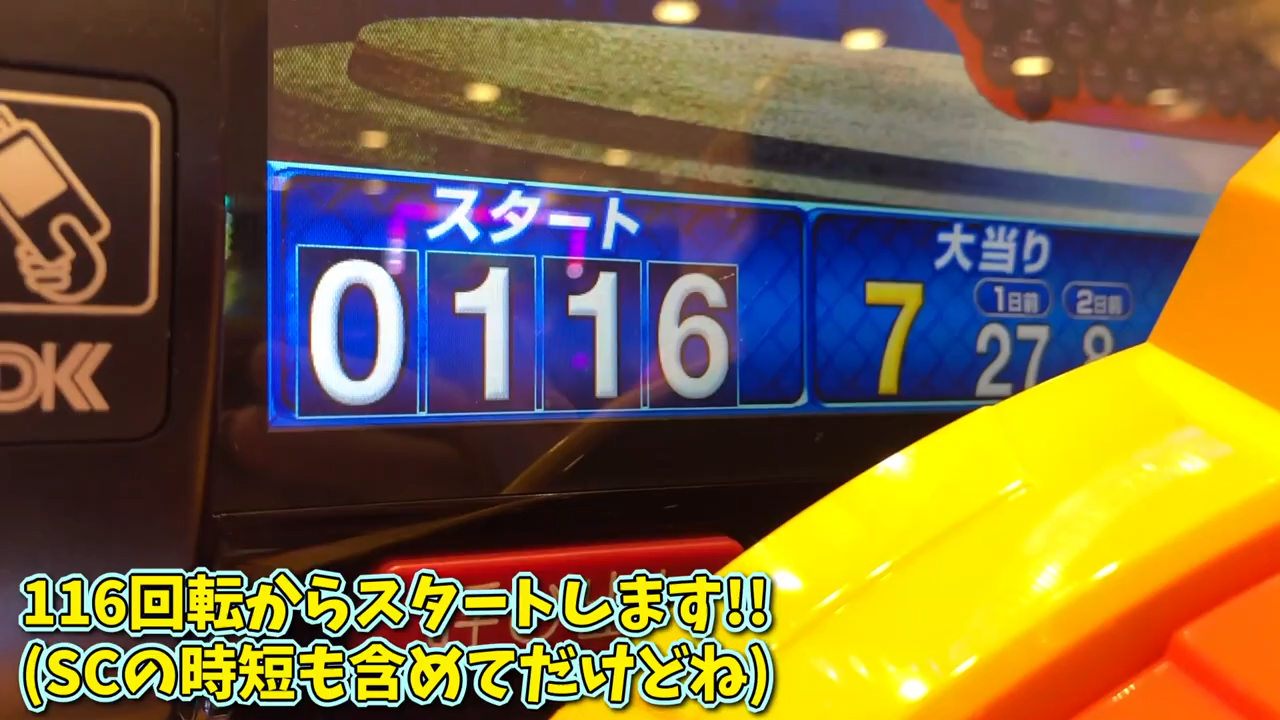 スタート
0116
大当り
7
1日前
2日前
27
8
DK
116回転からスタートします!!
(SCの時短も含めてだけどね)